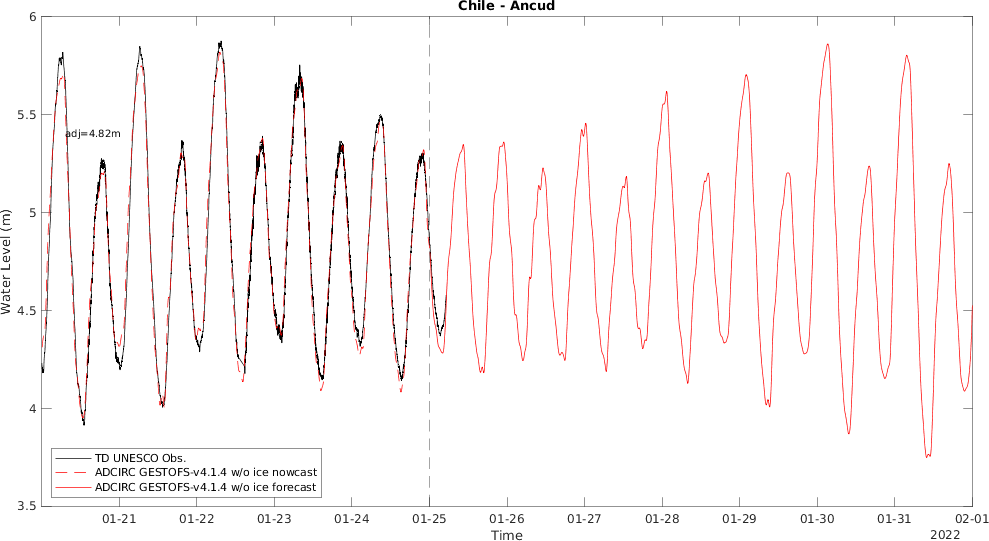 Chile - Ancud
Water Level (m)
6
5.5
5
4.5
4
3.5
adj=4.82m
TD UNESCO Obs.
ADCIRC GESTOFS-v4.1.4 w/o ice nowcast
ADCIRC GESTOFS-v4.1.4 w/o ice forecast
01-21 01-22 01-23 01-24 01-25 01-26 01-27 01-28 01-29 01-30 01-31 02-01
Time
2022